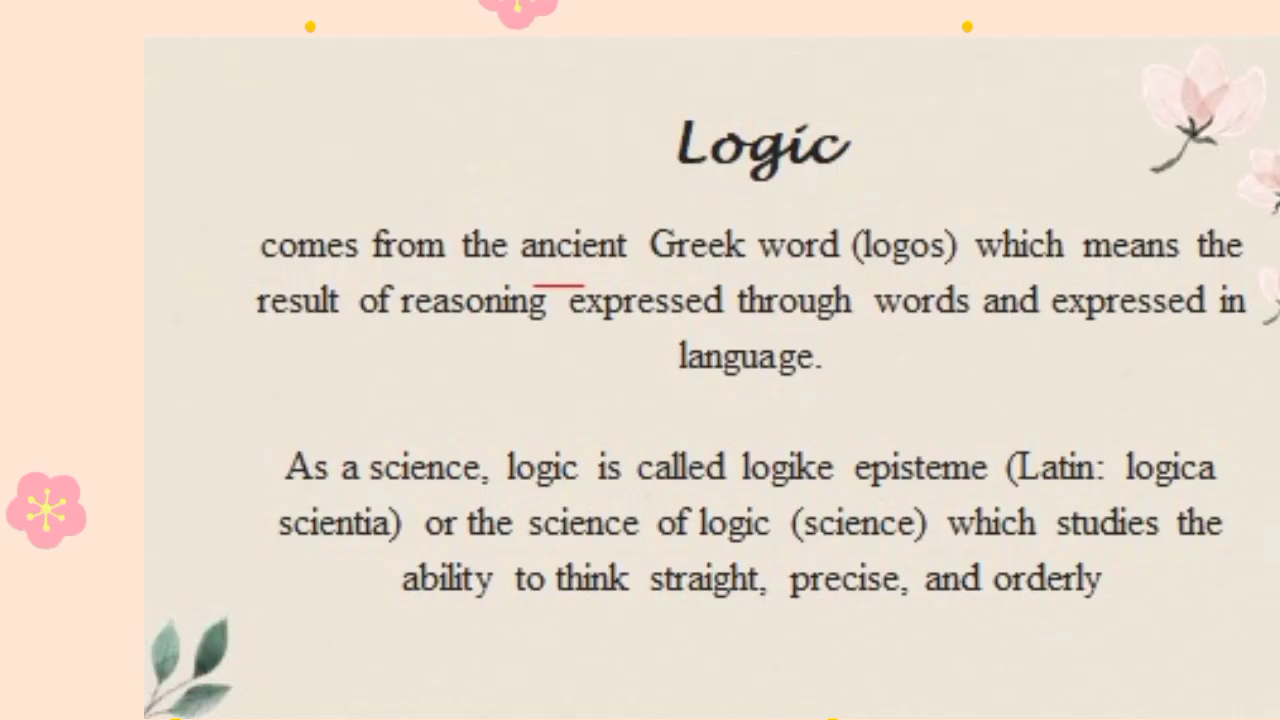 Logic
comes from the ancient Greek word (logos) which means the
result of reasoning expressed through words and expressed in
language.
As a science, logic is called logike episteme (Latin: logica
scientia) or the science of logic (science) which studies the
ability to think straight, precise, and orderly